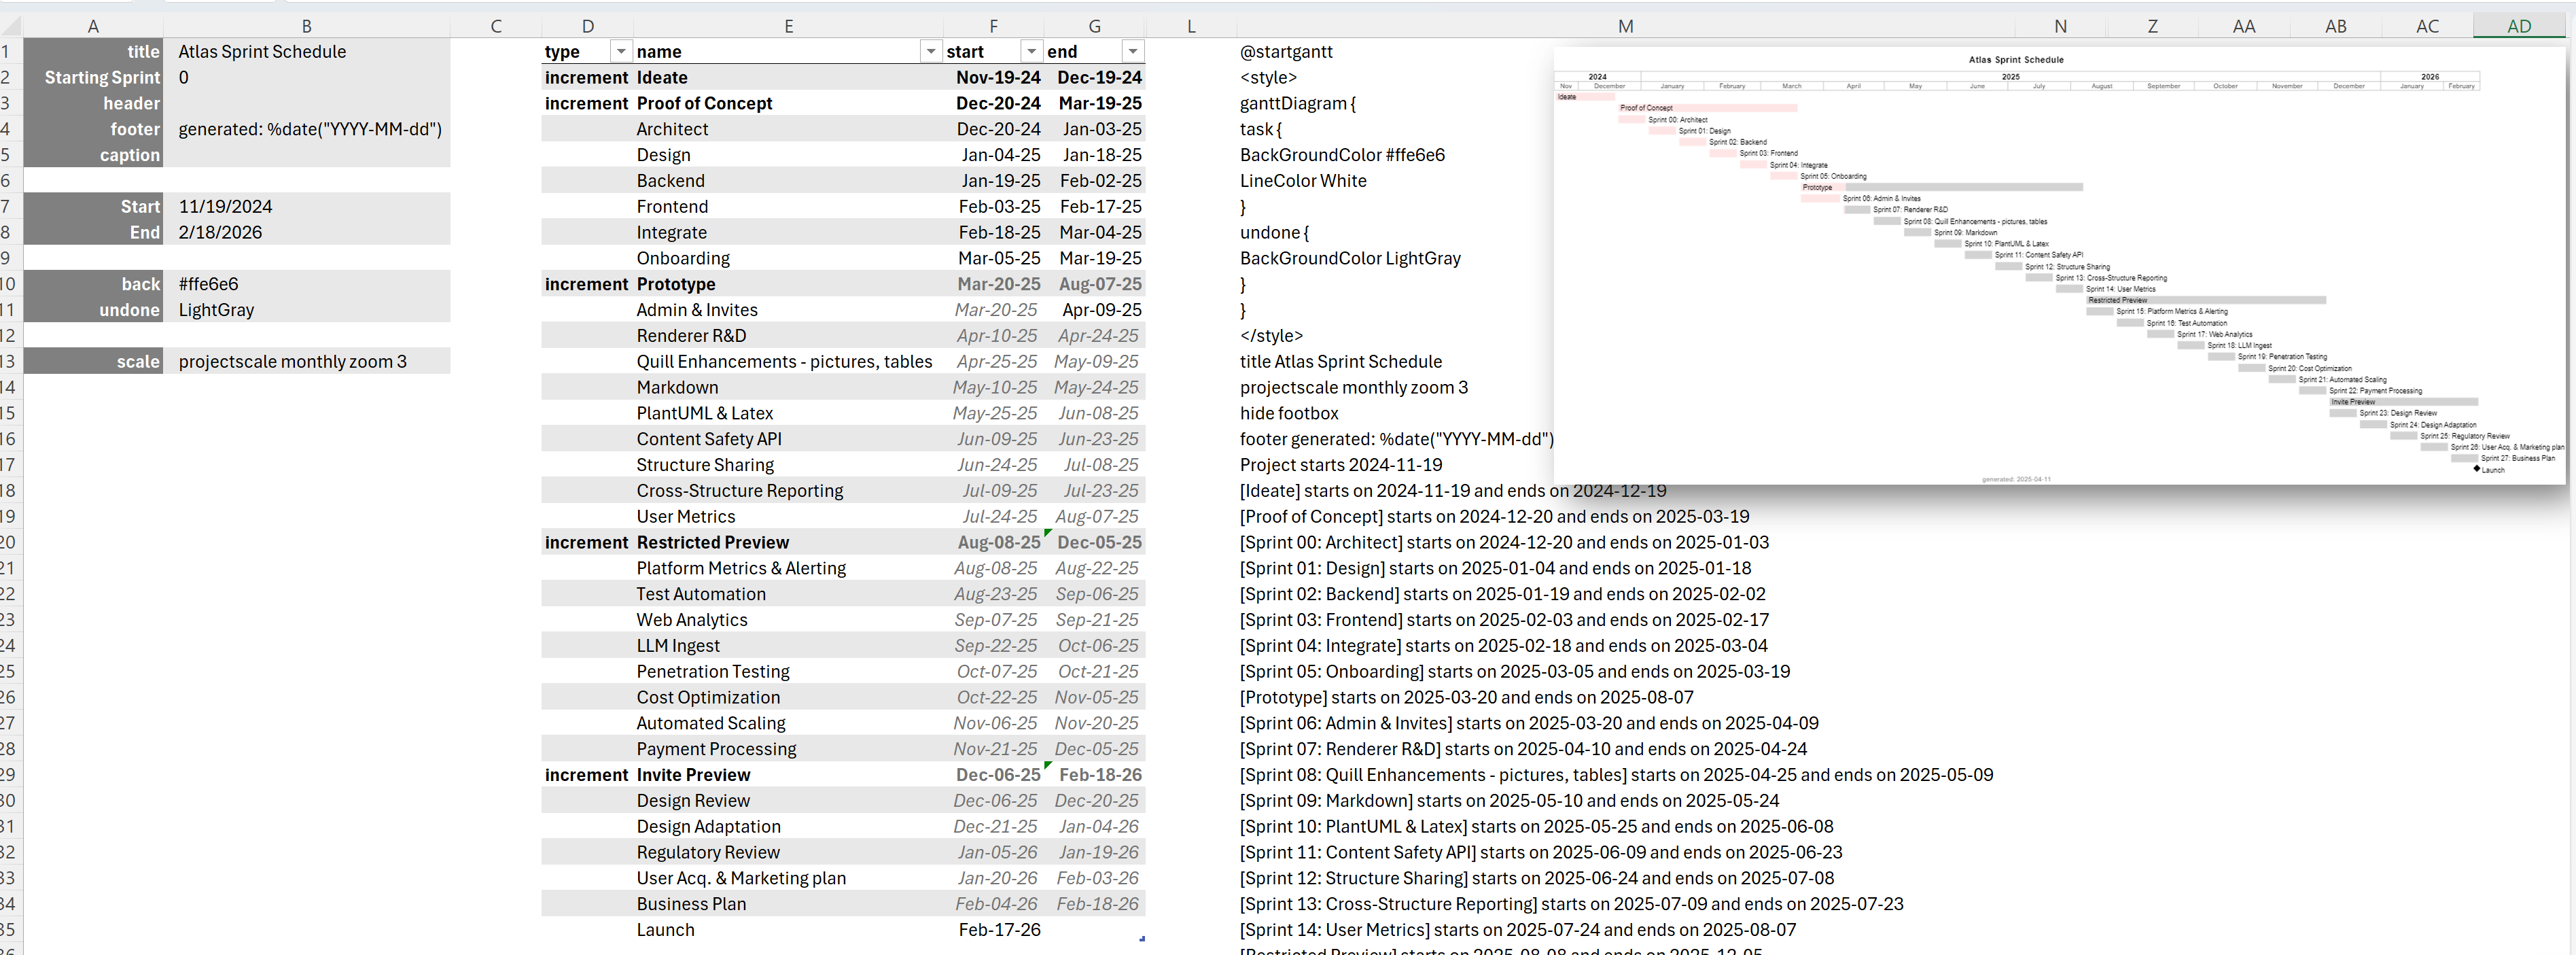 A B C D E F G L M N Z AA AB AC AD
1 title Atlas Sprint Schedule type name start end @startgantt
2 Starting Sprint 0 increment Ideate Nov-19-24 Dec-19-24 <style>
3 header increment Proof of Concept Dec-20-24 Mar-19-25 ganttDiagram {
4 footer generated: %date("YYYY-MM-dd") Architect Dec-20-24 Jan-03-25 task {
5 caption Design Jan-04-25 Jan-18-25 BackGroundColor #ffe6e6
6 Backend Jan-19-25 Feb-02-25 LineColor White
7 Start 11/19/2024 Frontend Feb-03-25 Feb-17-25 }
8 End 2/18/2026 Integrate Feb-18-25 Mar-04-25 undone {
9 Onboarding Mar-05-25 Mar-19-25 BackGroundColor LightGray
10 back #ffe6e6 increment Prototype Mar-20-25 Aug-07-25 }
11 undone LightGray Admin & Invites Mar-20-25 Apr-09-25 }
12 Renderer R&D Apr-10-25 Apr-24-25 </style>
13 scale projectscale monthly zoom 3 Quill Enhancements - pictures, tables Apr-25-25 May-09-25 title Atlas Sprint Schedule
14 Markdown May-10-25 May-24-25 projectscale monthly zoom 3
15 PlantUML & Latex May-25-25 Jun-08-25 hide footbox
16 Content Safety API Jun-09-25 Jun-23-25 footer generated: %date("YYYY-MM-dd")
17 Structure Sharing Jun-24-25 Jul-08-25 Project starts 2024-11-19
18 Cross-Structure Reporting Jul-09-25 Jul-23-25 [Ideate] starts on 2024-11-19 and ends on 2024-12-19
19 User Metrics Jul-24-25 Aug-07-25 [Proof of Concept] starts on 2024-12-20 and ends on 2025-03-19
20 increment Restricted Preview Aug-08-25 Dec-05-25 [Sprint 00: Architect] starts on 2024-12-20 and ends on 2025-01-03
21 Platform Metrics & Alerting Aug-08-25 Aug-22-25 [Sprint 01: Design] starts on 2025-01-04 and ends on 2025-01-18
22 Test Automation Aug-23-25 Sep-06-25 [Sprint 02: Backend] starts on 2025-01-19 and ends on 2025-02-02
23 Web Analytics Sep-07-25 Sep-21-25 [Sprint 03: Frontend] starts on 2025-02-03 and ends on 2025-02-17
24 LLM Ingest Sep-22-25 Oct-06-25 [Sprint 04: Integrate] starts on 2025-02-18 and ends on 2025-03-04
25 Penetration Testing Oct-07-25 Oct-21-25 [Sprint 05: Onboarding] starts on 2025-03-05 and ends on 2025-03-19
26 Cost Optimization Oct-22-25 Nov-05-25 [Prototype] starts on 2025-03-20 and ends on 2025-08-07
27 Automated Scaling Nov-06-25 Nov-20-25 [Sprint 06: Admin & Invites] starts on 2025-03-20 and ends on 2025-04-09
28 Payment Processing Nov-21-25 Dec-05-25 [Sprint 07: Renderer R&D] starts on 2025-04-10 and ends on 2025-04-24
29 increment Invite Preview Dec-06-25 Feb-18-26 [Sprint 08: Quill Enhancements - pictures, tables] starts on 2025-04-25 and ends on 2025-05-09
30 Design Review Dec-06-25 Dec-20-25 [Sprint 09: Markdown] starts on 2025-05-10 and ends on 2025-05-24
31 Design Adaptation Dec-21-25 Jan-04-26 [Sprint 10: PlantUML & Latex] starts on 2025-05-25 and ends on 2025-06-08
32 Regulatory Review Jan-05-26 Jan-19-26 [Sprint 11: Content Safety API] starts on 2025-06-09 and ends on 2025-06-23
33 User Acq. & Marketing plan Jan-20-26 Feb-03-26 [Sprint 12: Structure Sharing] starts on 2025-06-24 and ends on 2025-07-08
34 Business Plan Feb-04-26 Feb-18-26 [Sprint 13: Cross-Structure Reporting] starts on 2025-07-09 and ends on 2025-07-23
35 Launch Feb-17-26 [Sprint 14: User Metrics] starts on 2025-07-24 and ends on 2025-08-07
36 [Restricted Preview] starts on 2025-08-08 and ends on 2025-12-05
Atlas Sprint Schedule
2024 2025 2026
Nov December January February March April May June July August September October November December January February
Ideate
Proof of Concept
Sprint 00: Architect
Sprint 01: Design
Sprint 02: Backend
Sprint 03: Frontend
Sprint 04: Integrate
Sprint 05: Onboarding
Prototype
Sprint 06: Admin & Invites
Sprint 07: Renderer R&D
Sprint 08: Quill Enhancements - pictures, tables
Sprint 09: Markdown
Sprint 10: PlantUML & Latex
Sprint 11: Content Safety API
Sprint 12: Structure Sharing
Sprint 13: Cross-Structure Reporting
Sprint 14: User Metrics
Restricted Preview
Sprint 15: Platform Metrics & Alerting
Sprint 16: Test Automation
Sprint 17: Web Analytics
Sprint 18: LLM Ingest
Sprint 19: Penetration Testing
Sprint 20: Cost Optimization
Sprint 21: Automated Scaling
Sprint 22: Payment Processing
Invite Preview
Sprint 23: Design Review
Sprint 24: Design Adaptation
Sprint 25: Regulatory Review
Sprint 26: User Acq. & Marketing plan
Sprint 27: Business Plan
Launch
generated: 2025-04-11